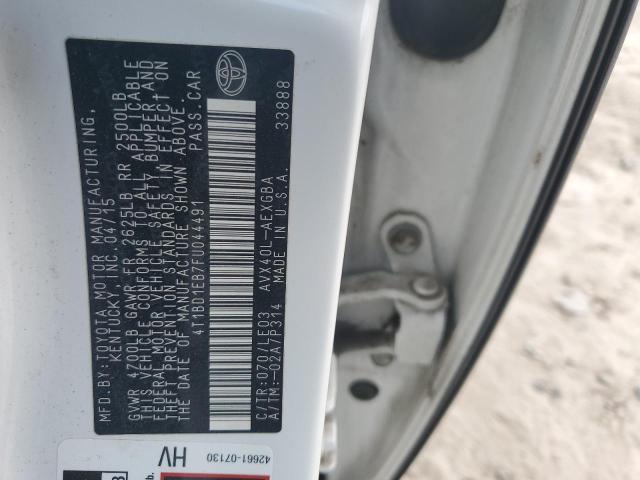 MFD.BY:TOYOTA MOTOR MANUFACTURING,
KENTUCKY, INC. 04/15
GVWR 4700LB GAWR-FR 2625LB RR 2500LB
THIS VEHICLE CONFORMS TO ALL APPLICABLE
FEDERAL MOTOR VEHICLE SAFETY, BUMPER AND
THEFT PREVENTION STANDARDS IN EFFECT ON
THE DATE OF MANUFACTURE SHOWN ABOVE.
4T1BD1EB7FU044491 PASS.CAR
C/TR:070/LE03 AVX40L-AEXGBA
A/TM:-02A/P314 MADE IN U.S.A. 33888
42661-07130
HV